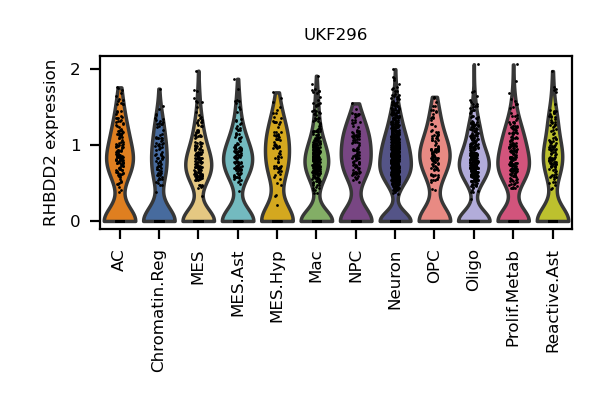 UKF296
RHBDD2 expression
2
1
0
AC
Chromatin.Reg
MES
MES.Ast
MES.Hyp
Mac
NPC
Neuron
OPC
Oligo
Prolif.Metab
Reactive.Ast